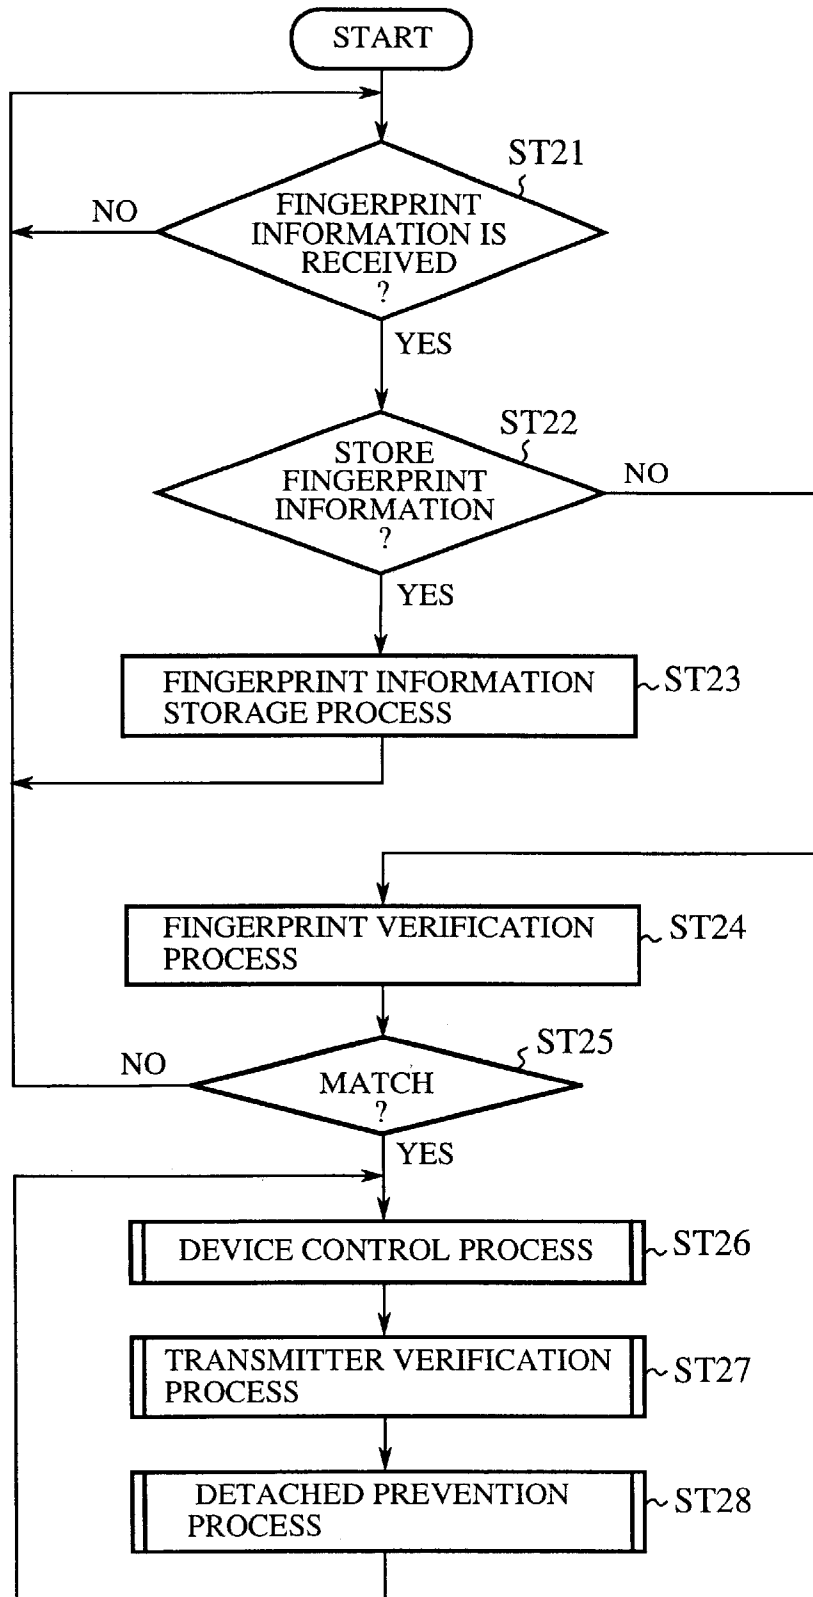 START
ST21
NO
FINGERPRINT
INFORMATION IS
RECEIVED
?
YES
ST22
STORE
FINGERPRINT
INFORMATION
?
NO
YES
FINGERPRINT INFORMATION
STORAGE PROCESS
ST23
FINGERPRINT VERIFICATION
PROCESS
ST24
NO
ST25
MATCH
?
YES
DEVICE CONTROL PROCESS
ST26
TRANSMITTER VERIFICATION
PROCESS
ST27
DETACHED PREVENTION
PROCESS
ST28